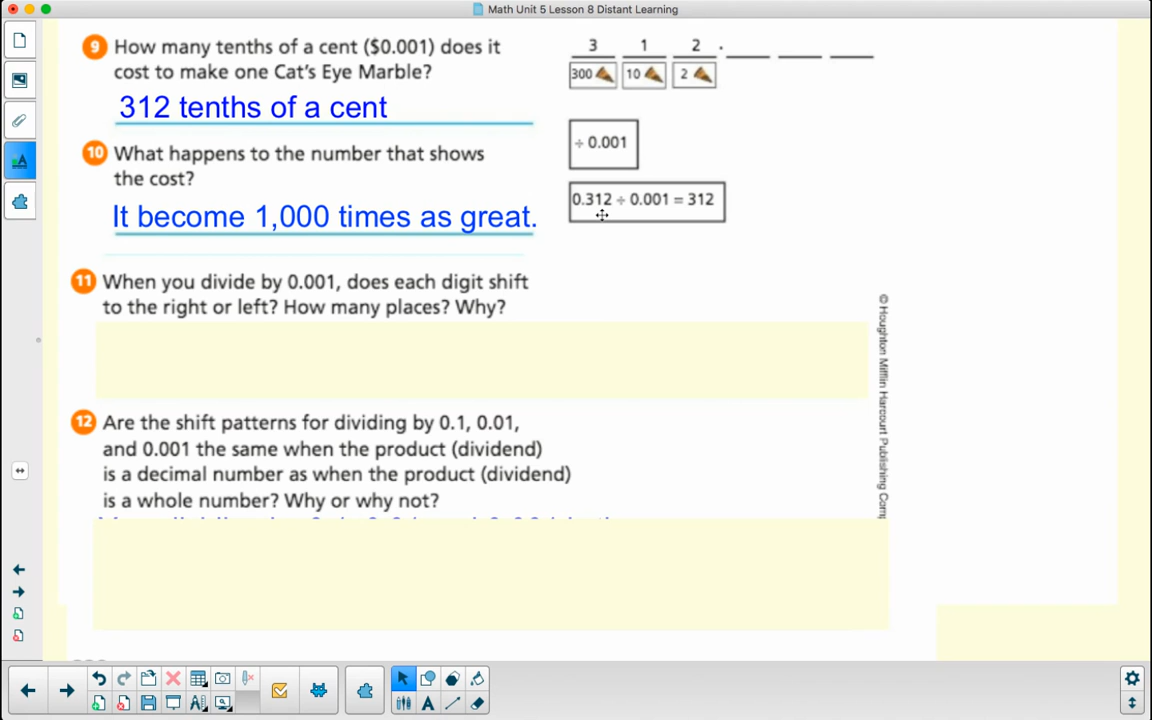 Math Unit 5 Lesson 8 Distant Learning
9 How many tenths of a cent ($0.001) does it
cost to make one Cat's Eye Marble?
312 tenths of a cent
3 1 2 .
300 10 2
÷ 0.001
10 What happens to the number that shows
the cost?
It become 1,000 times as great.
0.312 ÷ 0.001 = 312
11 When you divide by 0.001, does each digit shift
to the right or left? How many places? Why?
12 Are the shift patterns for dividing by 0.1, 0.01,
and 0.001 the same when the product (dividend)
is a decimal number as when the product (dividend)
is a whole number? Why or why not?
© Houghton Mifflin Harcourt Publishing